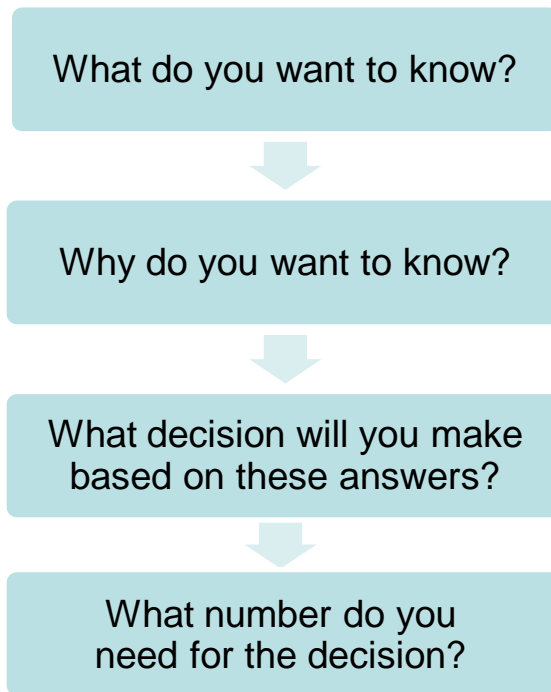 What do you want to know?
Why do you want to know?
What decision will you make
based on these answers?
What number do you
need for the decision?